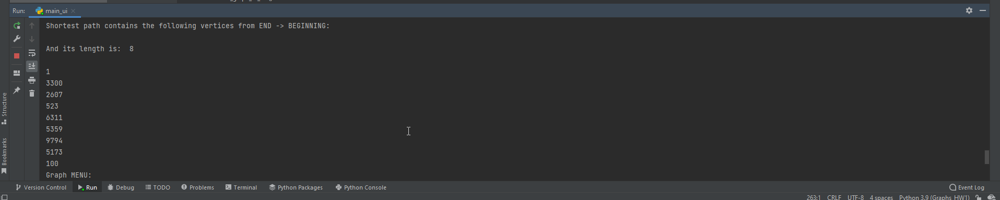 Run: main_ui
Shortest path contains the following vertices from END -> BEGINNING:
And its length is:  8
1
3300
2607
523
6311
5359
9794
5173
100
Graph MENU:
Structure
Bookmarks
Version Control Run Debug TODO Problems Terminal Python Packages Python Console Event Log
263:1 CRLF UTF-8 4 spaces Python 3.9 (Graphs_HW1)